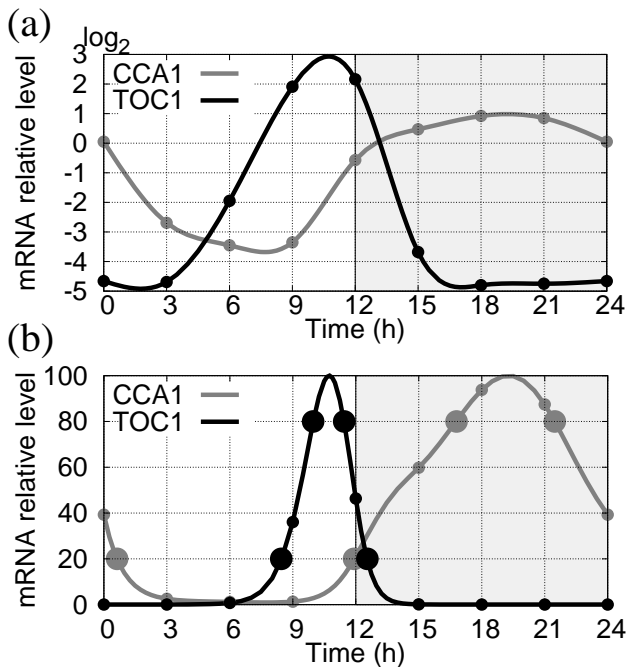 (a)
log2
mRNA relative level
3
2
1
0
-1
-2
-3
-4
-5
CCA1
TOC1
0 3 6 9 12 15 18 21 24
Time (h)
(b)
mRNA relative level
100
80
60
40
20
0
CCA1
TOC1
0 3 6 9 12 15 18 21 24
Time (h)